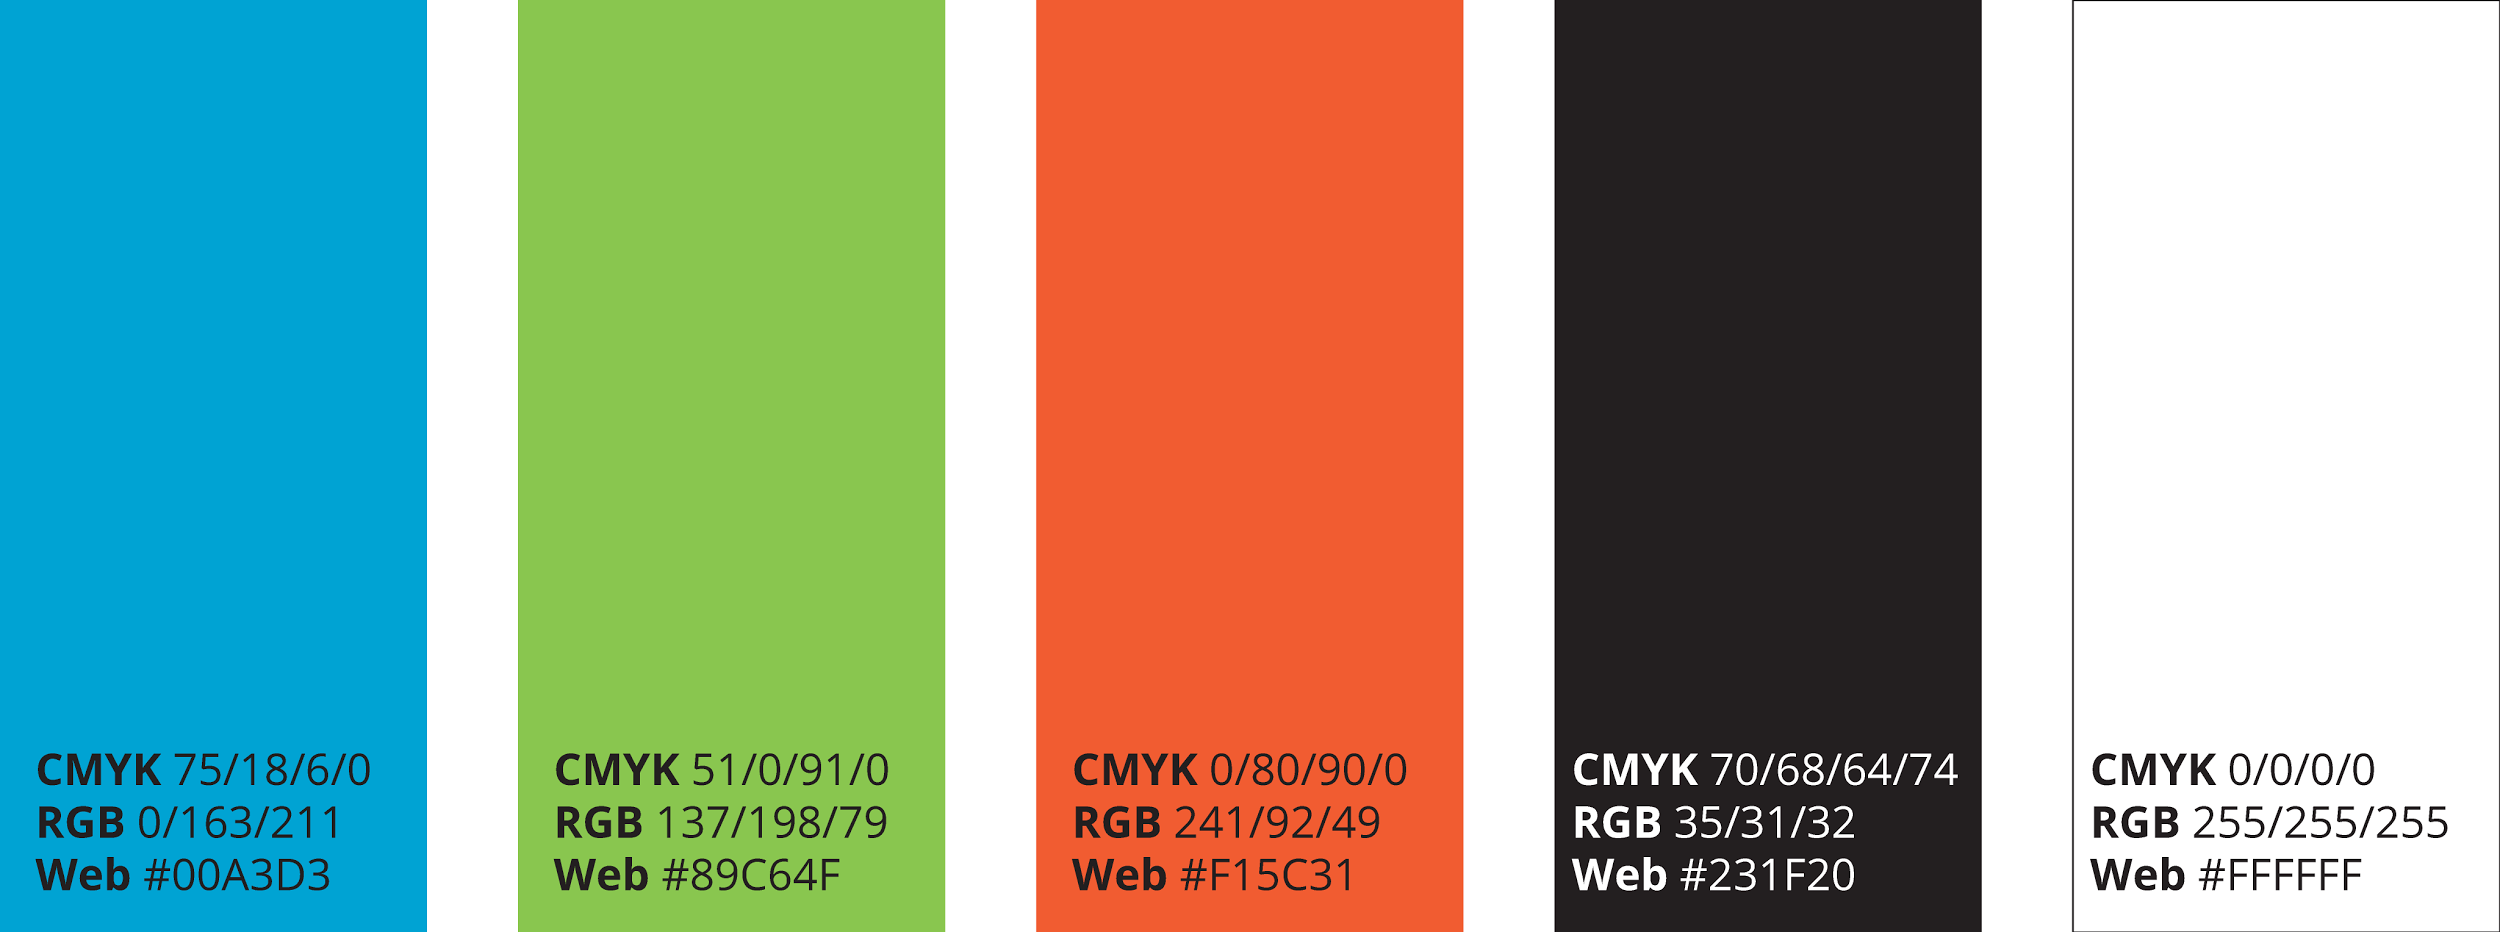 CMYK 75/18/6/0
RGB 0/163/211
Web #00A3D3
CMYK 51/0/91/0
RGB 137/198/79
Web #89C64F
CMYK 0/80/90/0
RGB 241/92/49
Web #F15C31
CMYK 70/68/64/74
RGB 35/31/32
Web #231F20
CMYK 0/0/0/0
RGB 255/255/255
Web #FFFFFF